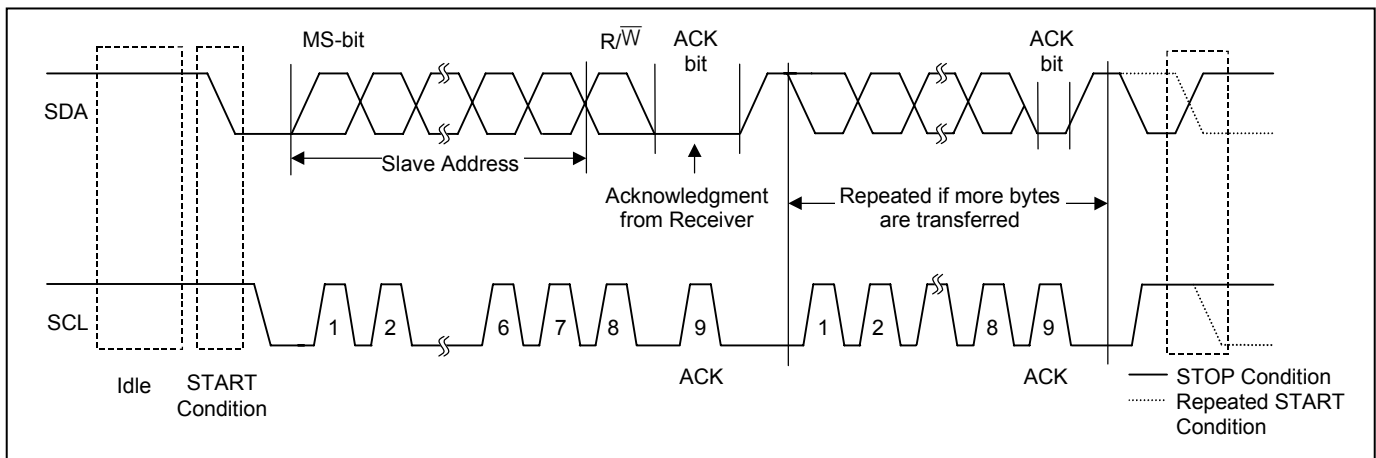 MS-bit
R/W̅
ACK
bit
ACK
bit
SDA
Slave Address
Acknowledgment
from Receiver
Repeated if more bytes
are transferred
SCL
1
2
6
7
8
9
1
2
8
9
Idle
START
Condition
ACK
ACK
STOP Condition
Repeated START
Condition